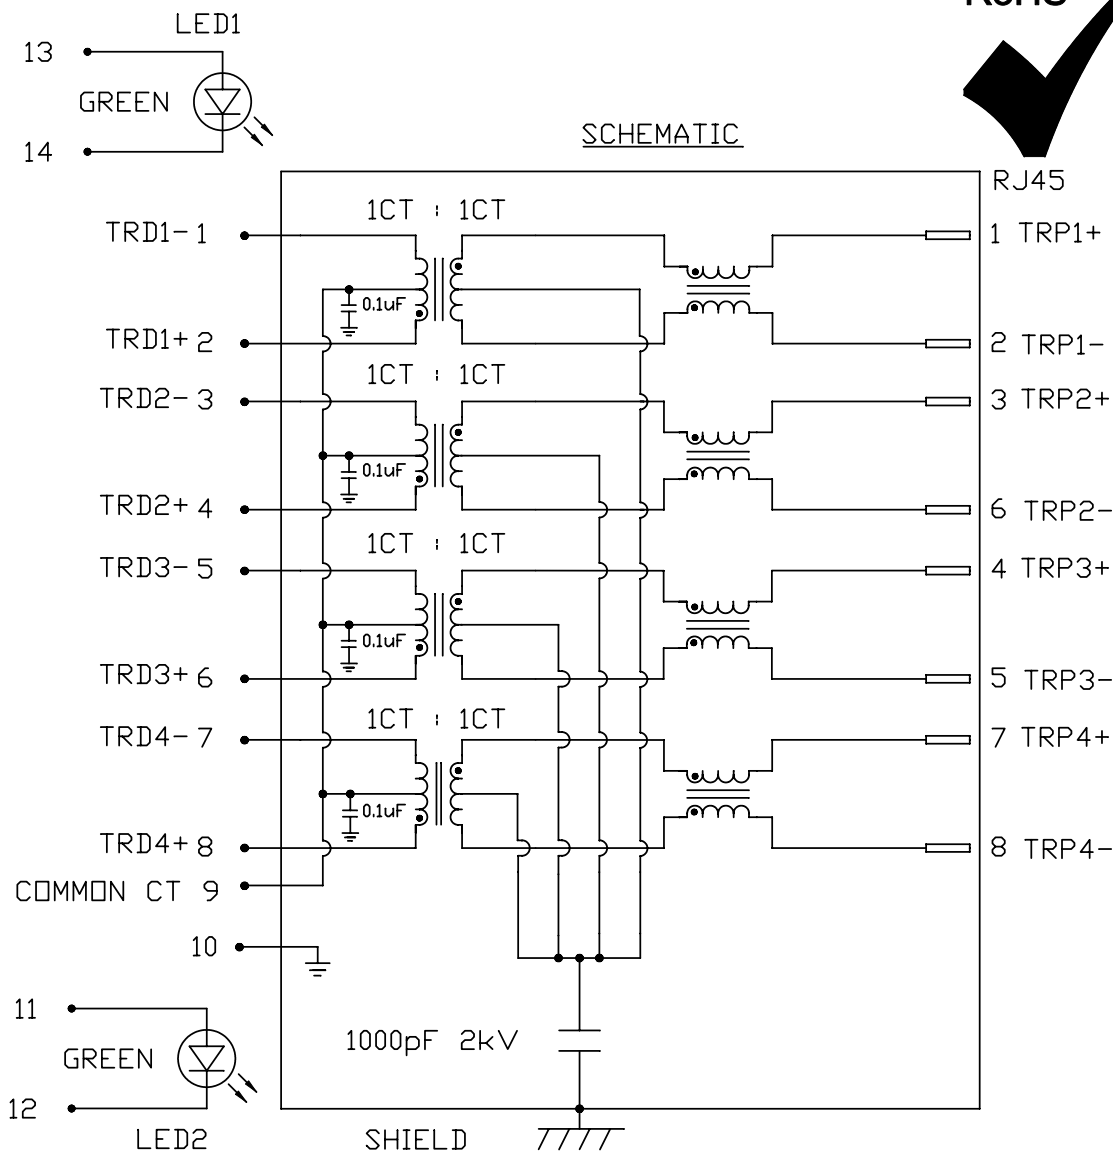 RoHS
LED1
13
GREEN
14
SCHEMATIC
RJ45
1CT : 1CT
TRD1- 1
1 TRP1+
0.1uF
TRD1+ 2
2 TRP1-
1CT : 1CT
TRD2- 3
3 TRP2+
0.1uF
TRD2+ 4
6 TRP2-
1CT : 1CT
TRD3- 5
4 TRP3+
0.1uF
TRD3+ 6
5 TRP3-
1CT : 1CT
TRD4- 7
7 TRP4+
0.1uF
TRD4+ 8
8 TRP4-
COMMON CT 9
10
11
1000pF 2kV
GREEN
12
LED2
SHIELD